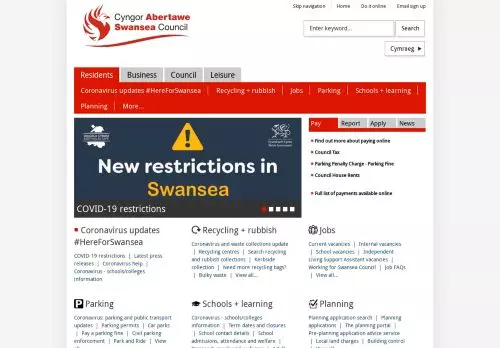 Skip navigation | Home | Do it online | Email sign up
Cyngor Abertawe
Swansea Council
Enter keyword...
Search
Cymraeg
Residents
Business
Council
Leisure
Coronavirus updates #HereForSwansea | Recycling + rubbish | Jobs | Parking | Schools + learning |
Planning | More...
New restrictions in
Swansea
COVID-19 restrictions
Pay
Report
Apply
News
Find out more about paying online
Council Tax
Parking Penalty Charge - Parking Fine
Council House Rents
Full list of payments available online
Coronavirus updates
#HereForSwansea
COVID-19 restrictions | Latest press
releases | Coronavirus help |
Coronavirus - schools/colleges
information
Recycling + rubbish
Coronavirus and waste collections update
| Recycling centres | Search recycling
and rubbish collections | Kerbside
collection | Need more recycling bags?
| Bulky waste | View all...
Jobs
Current vacancies | Internal vacancies
| School vacancies | Independent
Living Support Assistant vacancies |
Working for Swansea Council | Job FAQs
| View all...
Parking
Coronavirus: parking and public transport
updates | Parking permits | Car parks
| Pay a parking fine | Civil parking
enforcement | Park and Ride | View
Schools + learning
Coronavirus - schools/colleges
information | Term dates and closures
| School contact details | School
admissions, attendance and welfare |
Planning
Planning application search | Planning
applications | The planning portal |
Pre-planning application advice service
| Local land charges | Building control